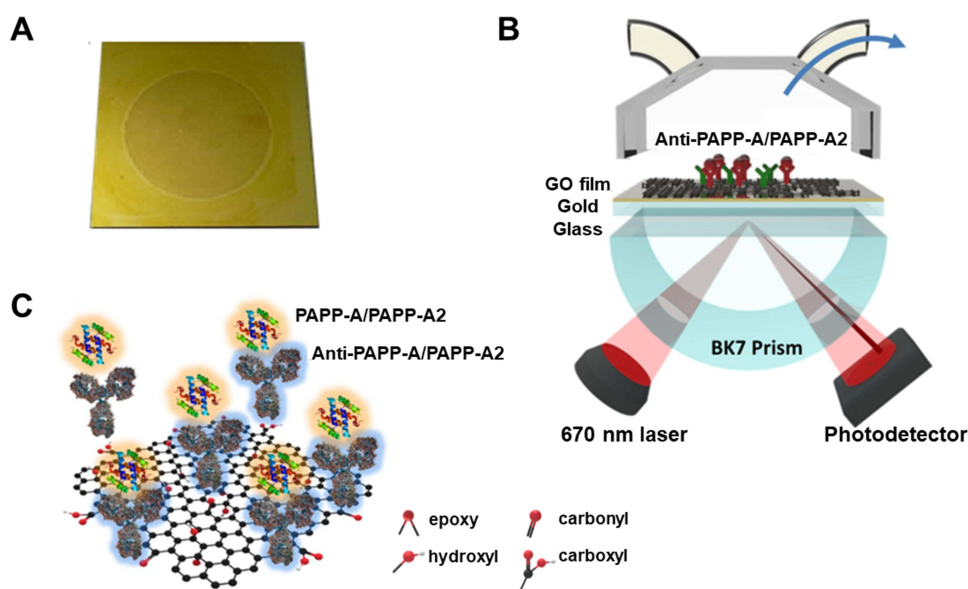 A
B
Anti-PAPP-A/PAPP-A2
GO film
Gold
Glass
BK7 Prism
670 nm laser
Photodetector
C
PAPP-A/PAPP-A2
Anti-PAPP-A/PAPP-A2
epoxy
carbonyl
hydroxyl
carboxyl